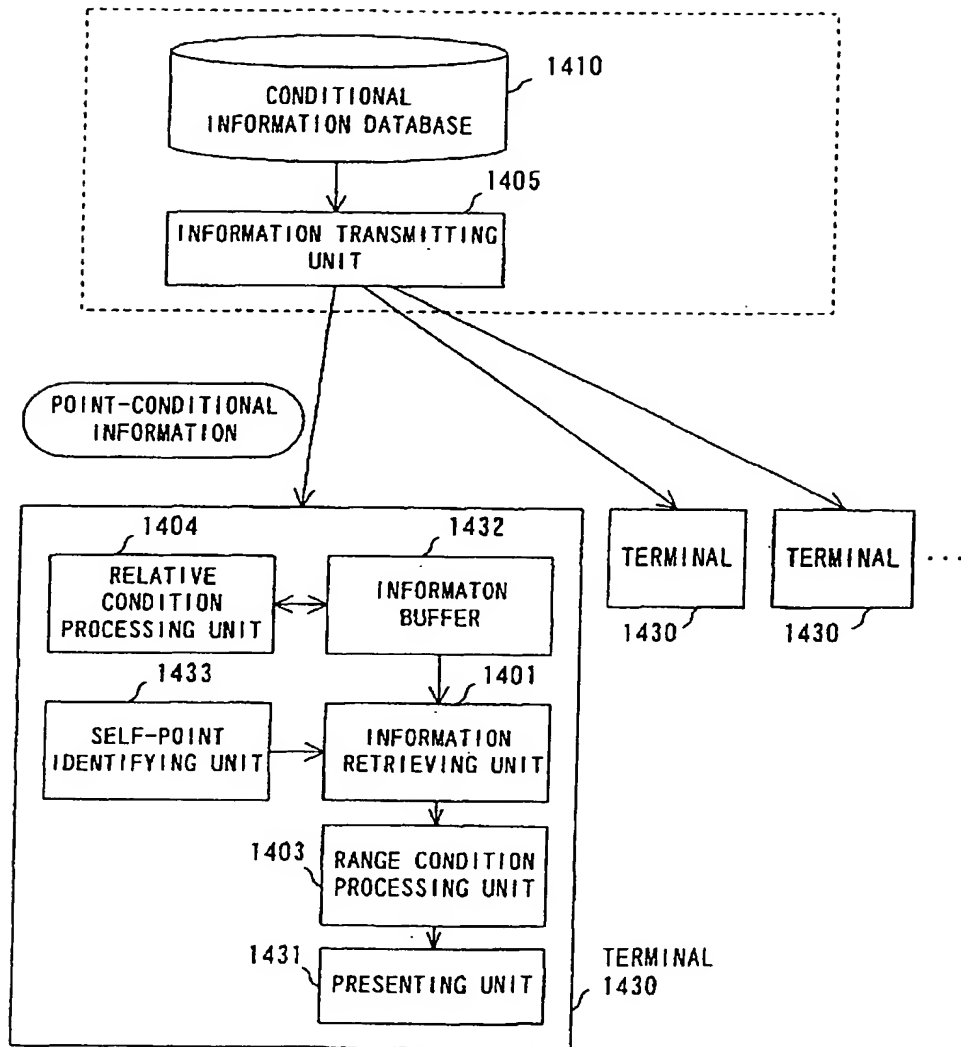 1410
CONDITIONAL
INFORMATION DATABASE
1405
INFORMATION TRANSMITTING
UNIT
POINT-CONDITIONAL
INFORMATION
1404
RELATIVE
CONDITION
PROCESSING UNIT
1432
INFORMATON
BUFFER
TERMINAL
1430
TERMINAL
1430
...
1433
SELF-POINT
IDENTIFYING UNIT
1401
INFORMATION
RETRIEVING UNIT
1403
RANGE CONDITION
PROCESSING UNIT
1431
PRESENTING UNIT
TERMINAL
1430